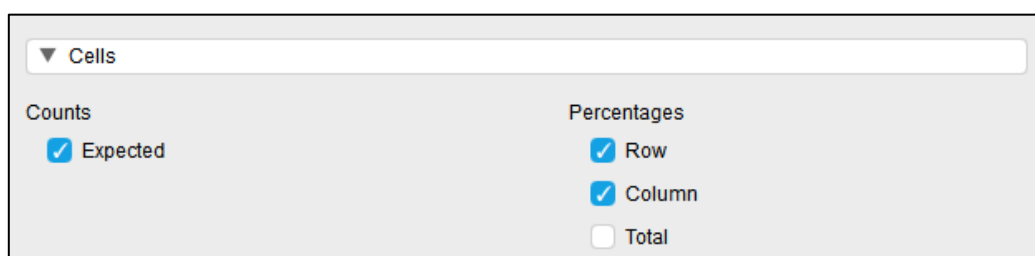 Cells
Counts
Percentages
Expected
Row
Column
Total